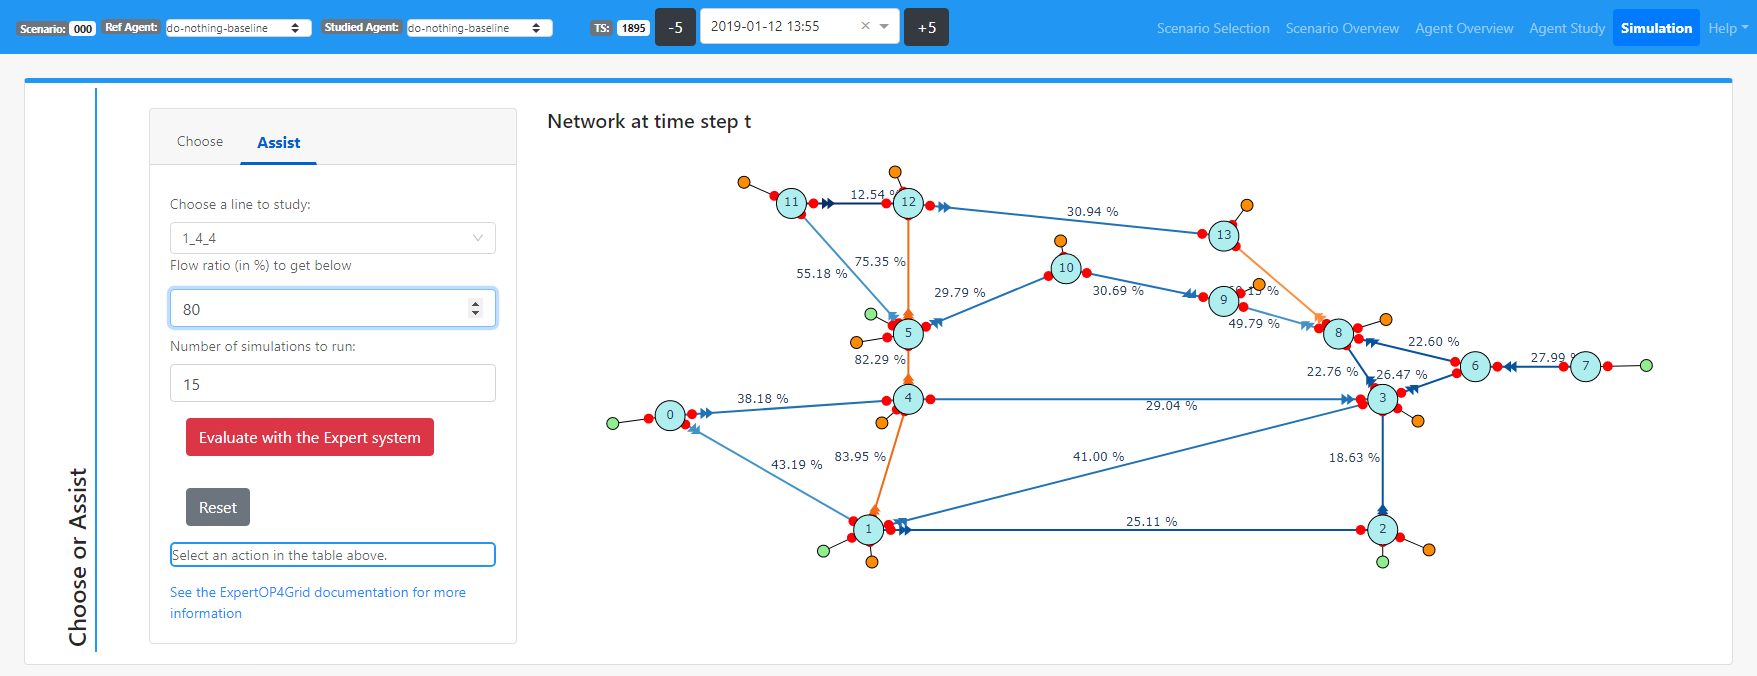 Scenario: 000 Ref Agent: do-nothing-baseline Studied Agent: do-nothing-baseline TS: 1895 -5 2019-01-12 13:55 × +5 Scenario Selection Scenario Overview Agent Overview Agent Study Simulation Help
Choose or Assist
Choose Assist
Choose a line to study:
1_4_4
Flow ratio (in %) to get below
80
Number of simulations to run:
15
Evaluate with the Expert system
Reset
Select an action in the table above.
See the ExpertOP4Grid documentation for more
information
Network at time step t
11 12.54 % 12
30.94 %
13
75.35 %
10
55.18 %
29.79 %
30.69 %
9
49.79 %
5
8
22.60 %
82.29 %
27.99 %
6
7
22.76 %
26.47 %
38.18 %
4
3
29.04 %
0
83.95 %
41.00 %
18.63 %
43.19 %
25.11 %
1
2